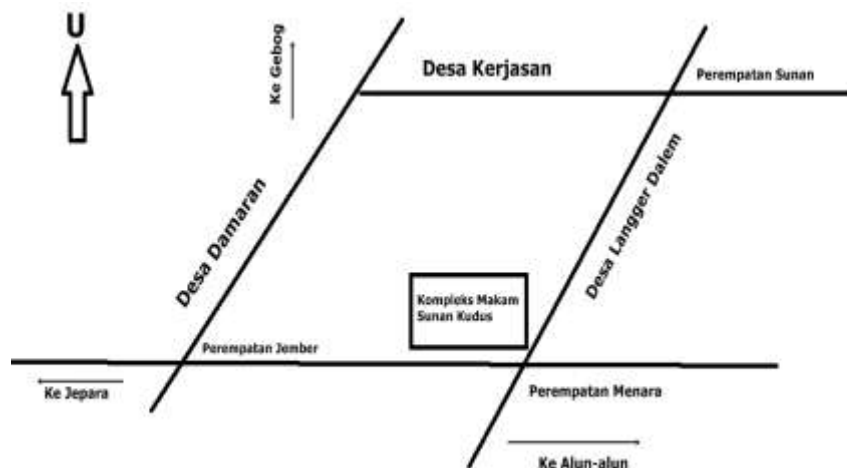 U
Ke Gebog
Desa Kerjasan
Perempatan Sunan
Desa Damaran
Desa Langger Dalem
Kompleks Makam
Sunan Kudus
Perempatan Jember
Ke Jepara
Perempatan Menara
Ke Alun-alun